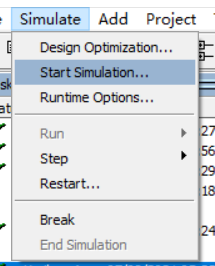 Simulate Add Project
Design Optimization...
Start Simulation...
Runtime Options...
Run
Step
Restart...
Break
End Simulation
27
56
29
18
24